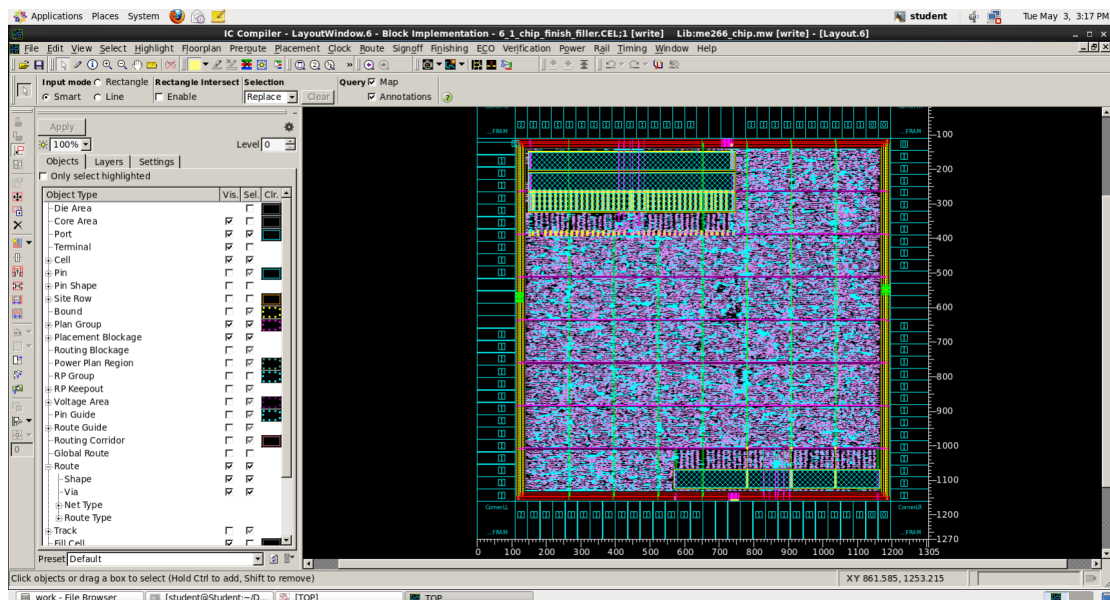 Applications Places System student Tue May 3, 3:17 PM
IC Compiler - LayoutWindow.6 - Block Implementation - 6_1_chip_finish_filler.CEL;1 [write] Lib:me266_chip.mw [write] - [Layout.6]
File Edit View Select Highlight Floorplan Preroute Placement Clock Route Signoff Finishing ECO Verification Power Rail Timing Window Help
Input mode Rectangle Rectangle Intersect Selection Query Map
Smart Line Enable Replace Clear Annotations
Apply
100% Level 0
Objects Layers Settings
Only select highlighted
Object Type Vis. Sel. Clr.
Die Area
Core Area
Port
Terminal
Cell
Pin
Pin Shape
Site Row
Bound
Plan Group
Placement Blockage
Routing Blockage
Power Plan Region
RP Group
RP Keepout
Voltage Area
Pin Guide
Route Guide
Routing Corridor
Global Route
Route
Shape
Via
Net Type
Route Type
Track
Fill Cell
0
Preset Default
...FRAM ...FRAM
100
200
300
400
500
600
700
800
900
1000
1100
1200
1270
CornerLL CornerLR
...FRAM ...FRAM
0 100 200 300 400 500 600 700 800 900 1000 1100 1200 1305
Click objects or drag a box to select (Hold Ctrl to add, Shift to remove) XY 861.585, 1253.215
work - File Browser [student@Student:~/D... [TOP] TOP